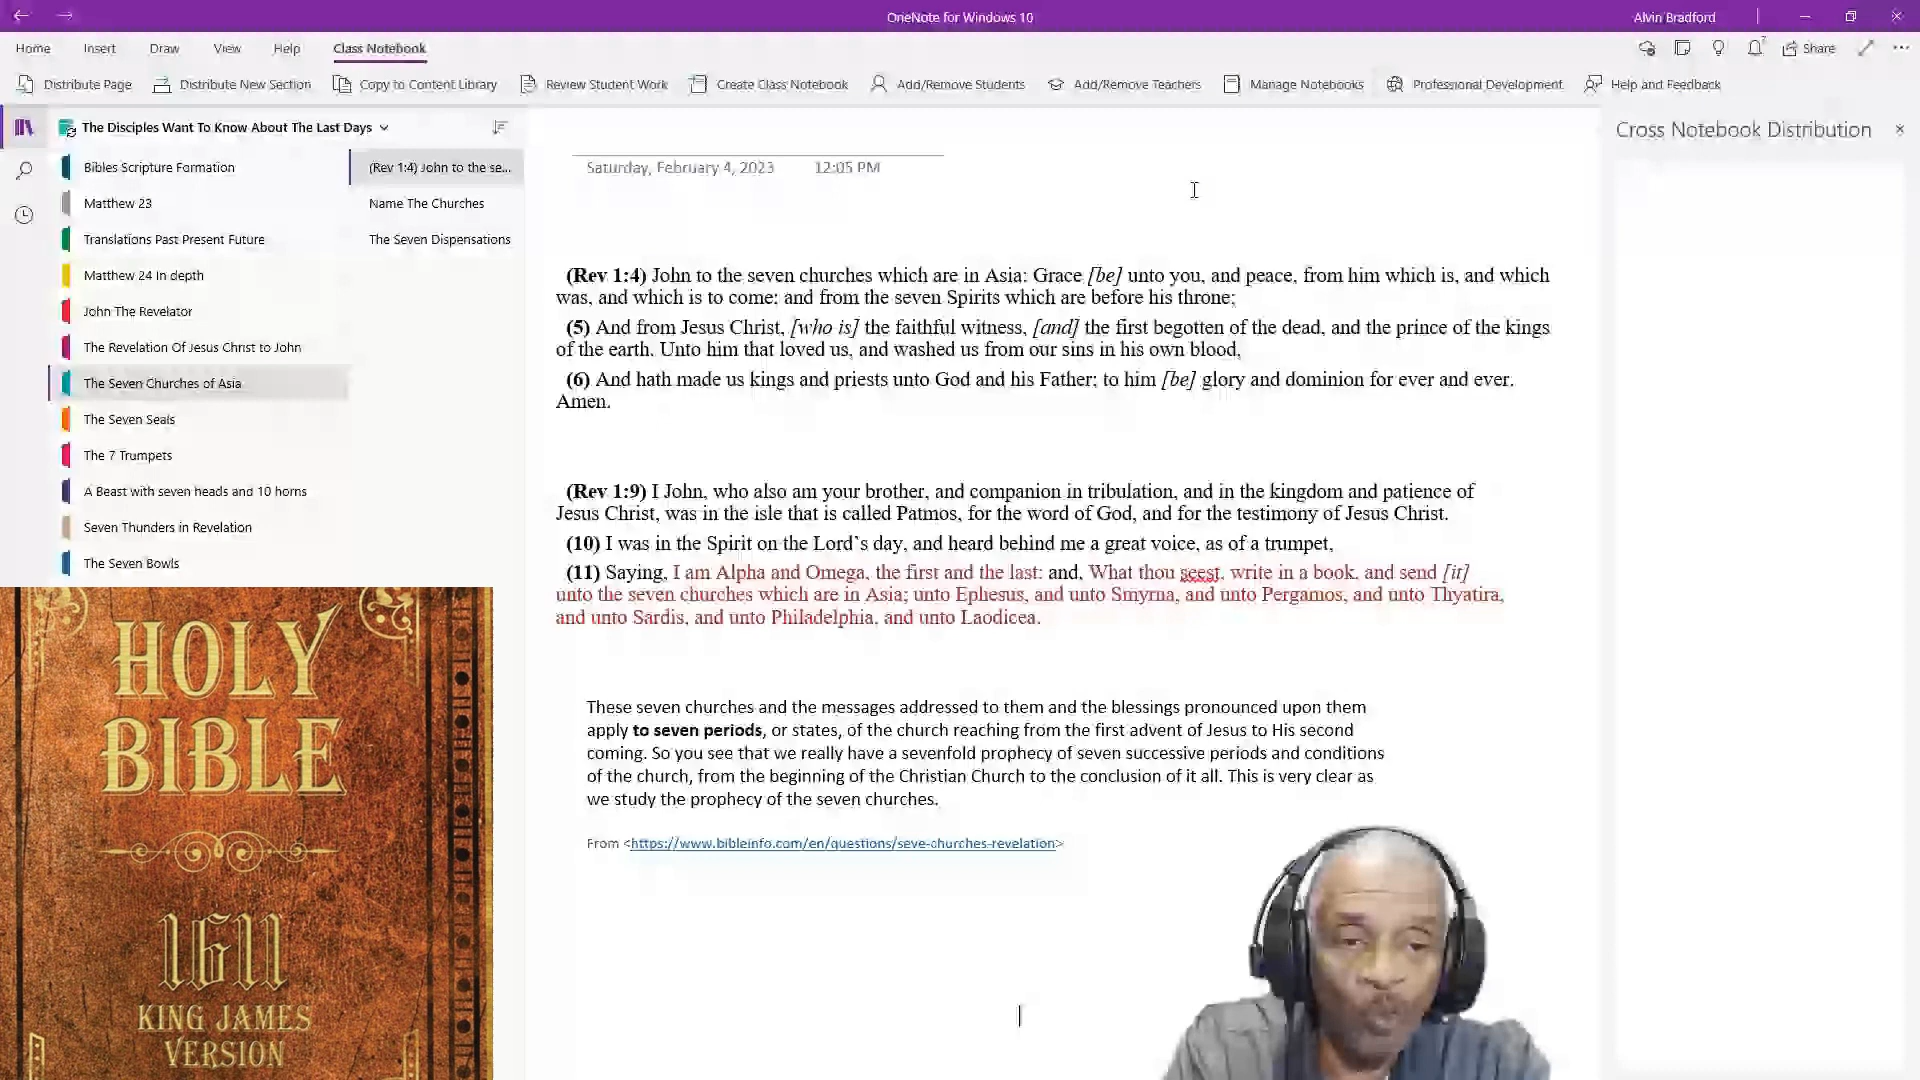 OneNote for Windows 10
Alvin Bradford
Home Insert Draw View Help Class Notebook
Share
Distribute Page Distribute New Section Copy to Content Library Review Student Work Create Class Notebook Add/Remove Students Add/Remove Teachers Manage Notebooks Professional Development Help and Feedback
The Disciples Want To Know About The Last Days
Bibles Scripture Formation
Matthew 23
Translations Past Present Future
Matthew 24 In depth
John The Revelator
The Revelation Of Jesus Christ to John
The Seven Churches of Asia
The Seven Seals
The 7 Trumpets
A Beast with seven heads and 10 horns
Seven Thunders in Revelation
The Seven Bowls
(Rev 1:4) John to the se...
Name The Churches
The Seven Dispensations
Saturday, February 4, 2023 12:05 PM
(Rev 1:4) John to the seven churches which are in Asia: Grace [be] unto you, and peace, from him which is, and which
was, and which is to come; and from the seven Spirits which are before his throne;
(5) And from Jesus Christ, [who is] the faithful witness, [and] the first begotten of the dead, and the prince of the kings
of the earth. Unto him that loved us, and washed us from our sins in his own blood,
(6) And hath made us kings and priests unto God and his Father; to him [be] glory and dominion for ever and ever.
Amen.
(Rev 1:9) I John, who also am your brother, and companion in tribulation, and in the kingdom and patience of
Jesus Christ, was in the isle that is called Patmos, for the word of God, and for the testimony of Jesus Christ.
(10) I was in the Spirit on the Lord's day, and heard behind me a great voice, as of a trumpet,
(11) Saying, I am Alpha and Omega, the first and the last: and, What thou seest, write in a book, and send [it]
unto the seven churches which are in Asia; unto Ephesus, and unto Smyrna, and unto Pergamos, and unto Thyatira,
and unto Sardis, and unto Philadelphia, and unto Laodicea.
These seven churches and the messages addressed to them and the blessings pronounced upon them
apply to seven periods, or states, of the church reaching from the first advent of Jesus to His second
coming. So you see that we really have a sevenfold prophecy of seven successive periods and conditions
of the church, from the beginning of the Christian Church to the conclusion of it all. This is very clear as
we study the prophecy of the seven churches.
From <https://www.bibleinfo.com/en/questions/seve-churches-revelation>
Cross Notebook Distribution
HOLY
BIBLE
1611
KING JAMES
VERSION